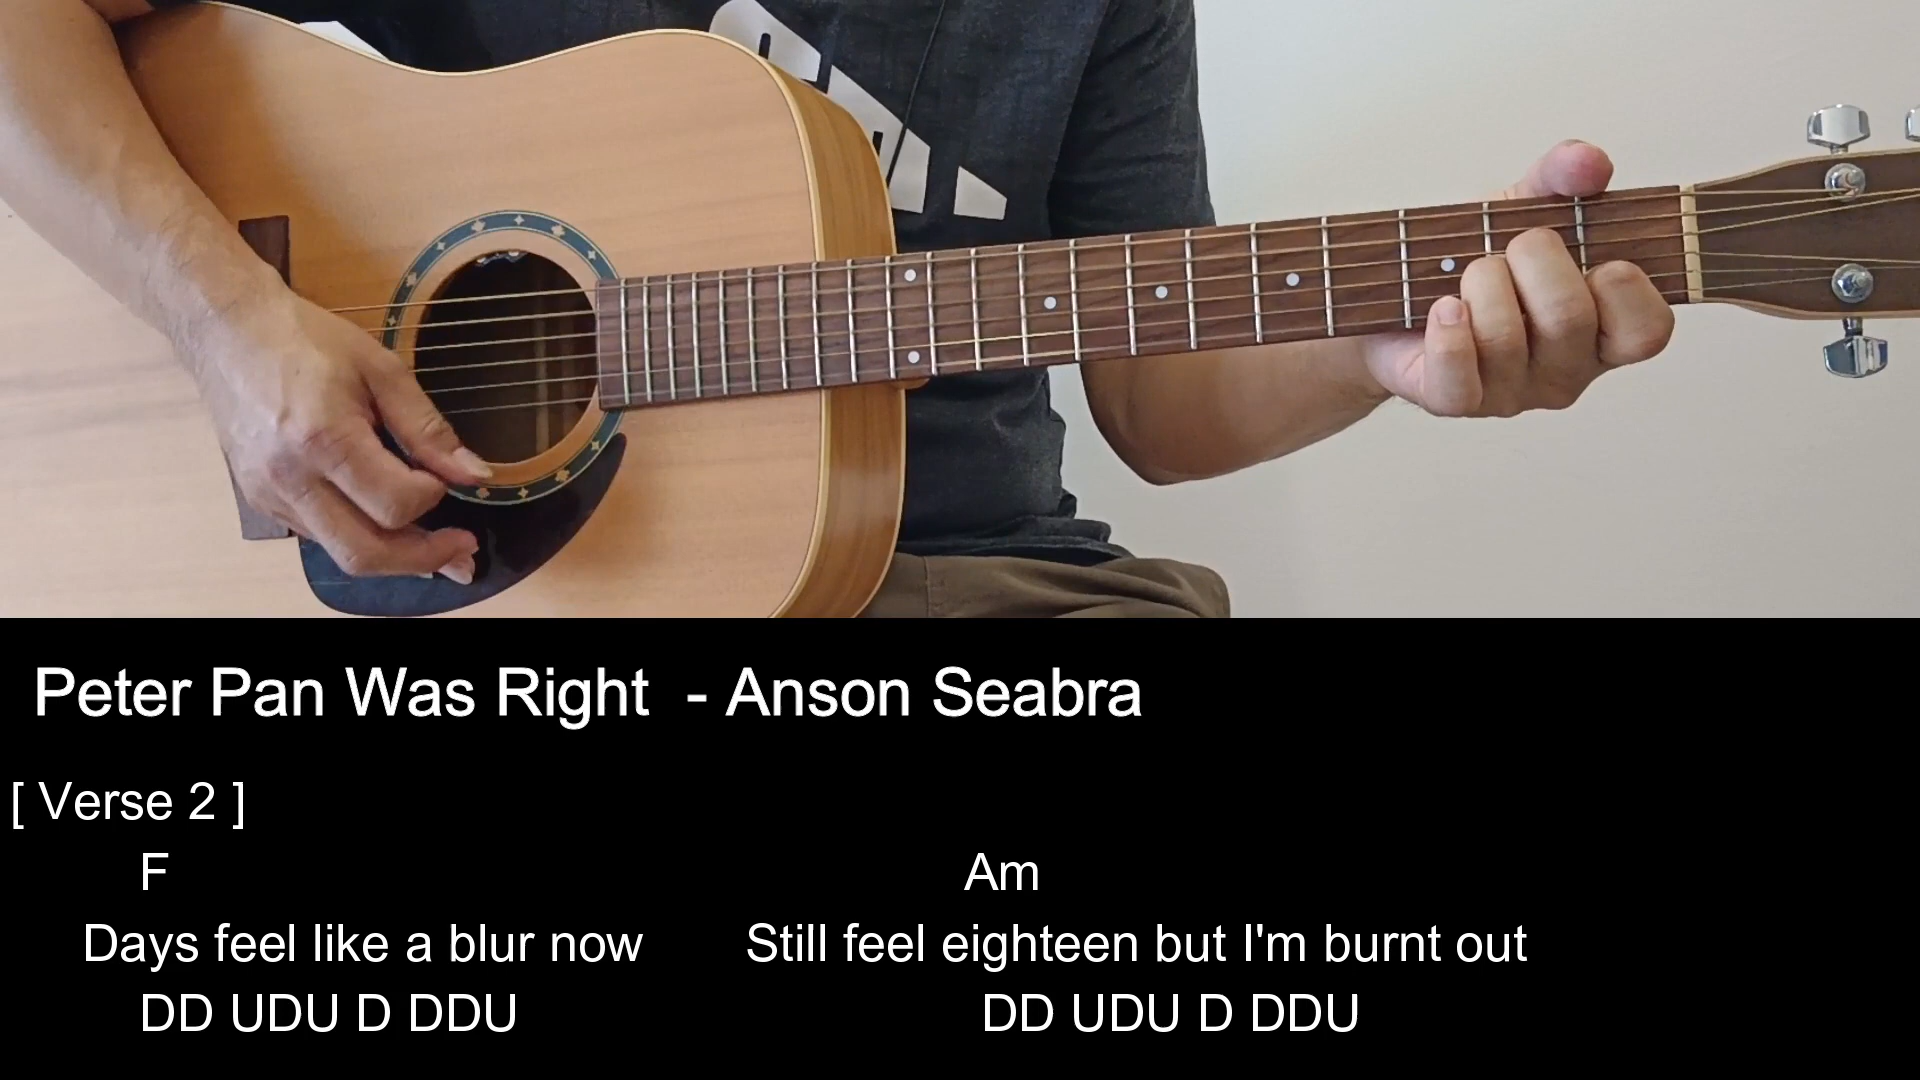 Peter Pan Was Right - Anson Seabra
[ Verse 2 ]
F Am
Days feel like a blur now Still feel eighteen but I'm burnt out
DD UDU D DDU DD UDU D DDU